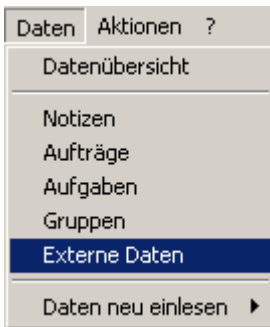 Daten Aktionen ?
Datenübersicht
Notizen
Aufträge
Aufgaben
Gruppen
Externe Daten
Daten neu einlesen